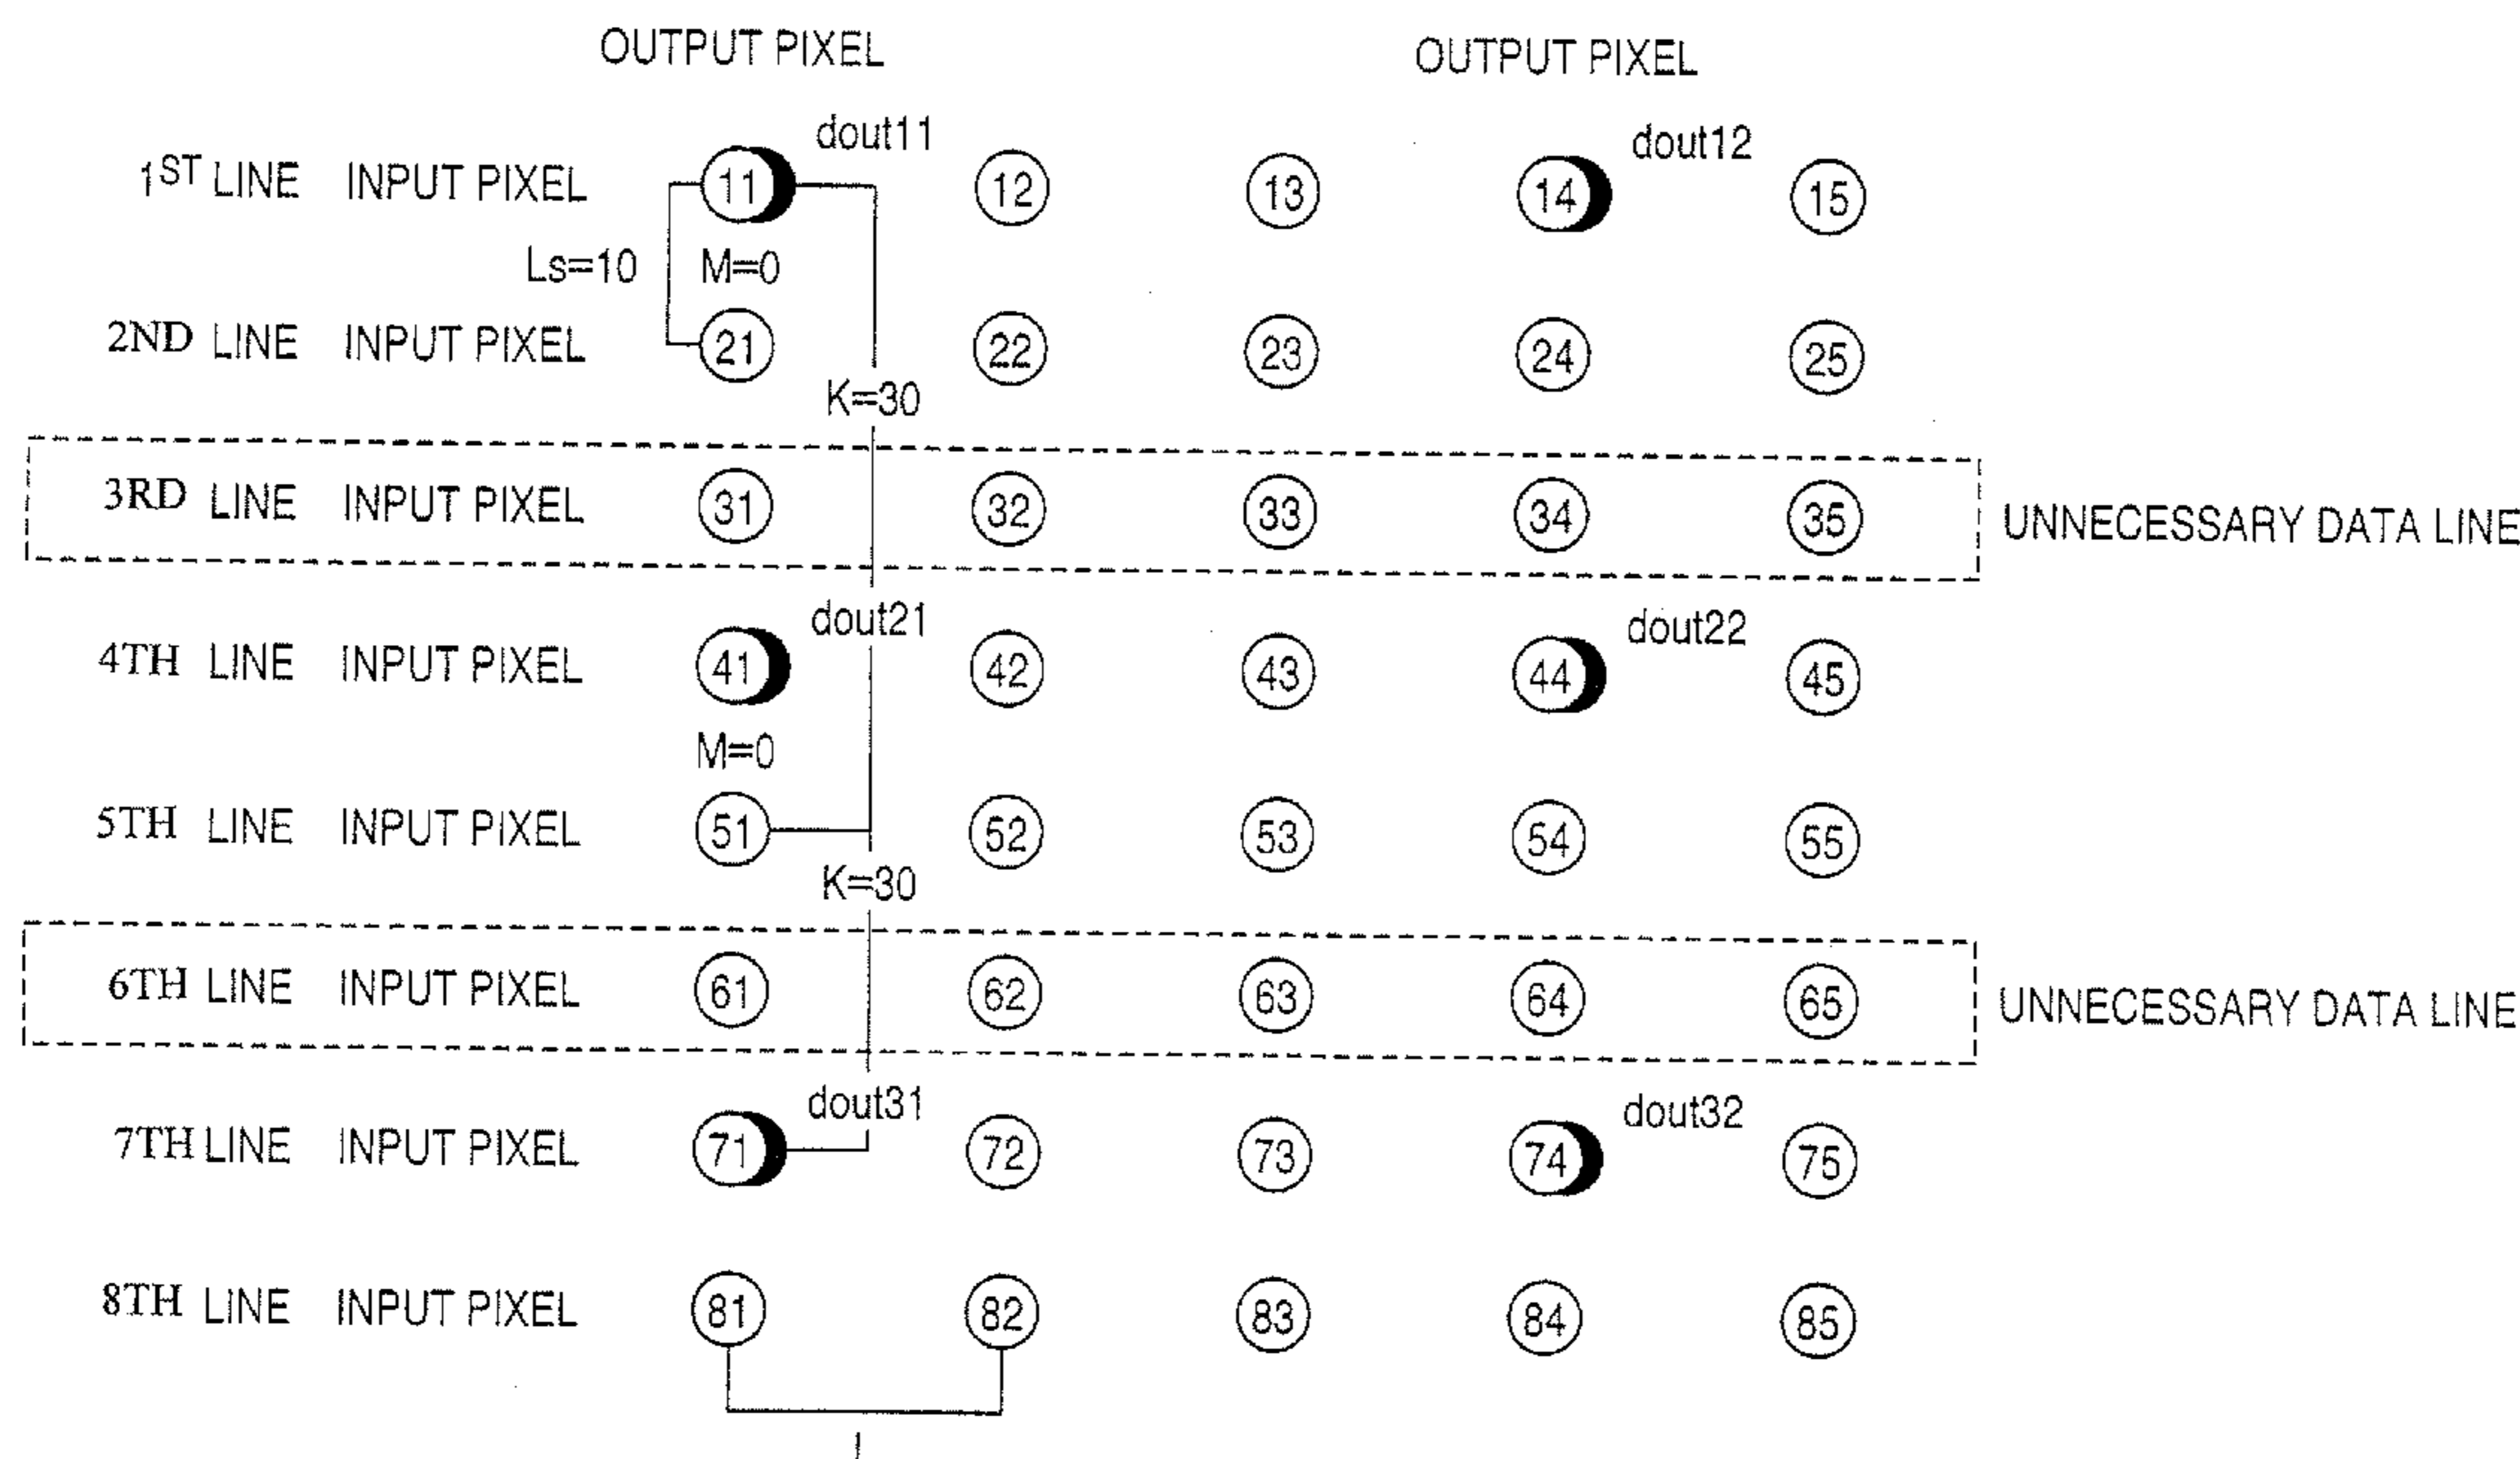 OUTPUT PIXEL OUTPUT PIXEL
dout11 dout12
1ST LINE INPUT PIXEL 11 12 13 14 15
Ls=10 M=0
2ND LINE INPUT PIXEL 21 22 23 24 25
K=30
3RD LINE INPUT PIXEL 31 32 33 34 35 UNNECESSARY DATA LINE
dout21 dout22
4TH LINE INPUT PIXEL 41 42 43 44 45
M=0
5TH LINE INPUT PIXEL 51 52 53 54 55
K=30
6TH LINE INPUT PIXEL 61 62 63 64 65 UNNECESSARY DATA LINE
dout31 dout32
7TH LINE INPUT PIXEL 71 72 73 74 75
8TH LINE INPUT PIXEL 81 82 83 84 85